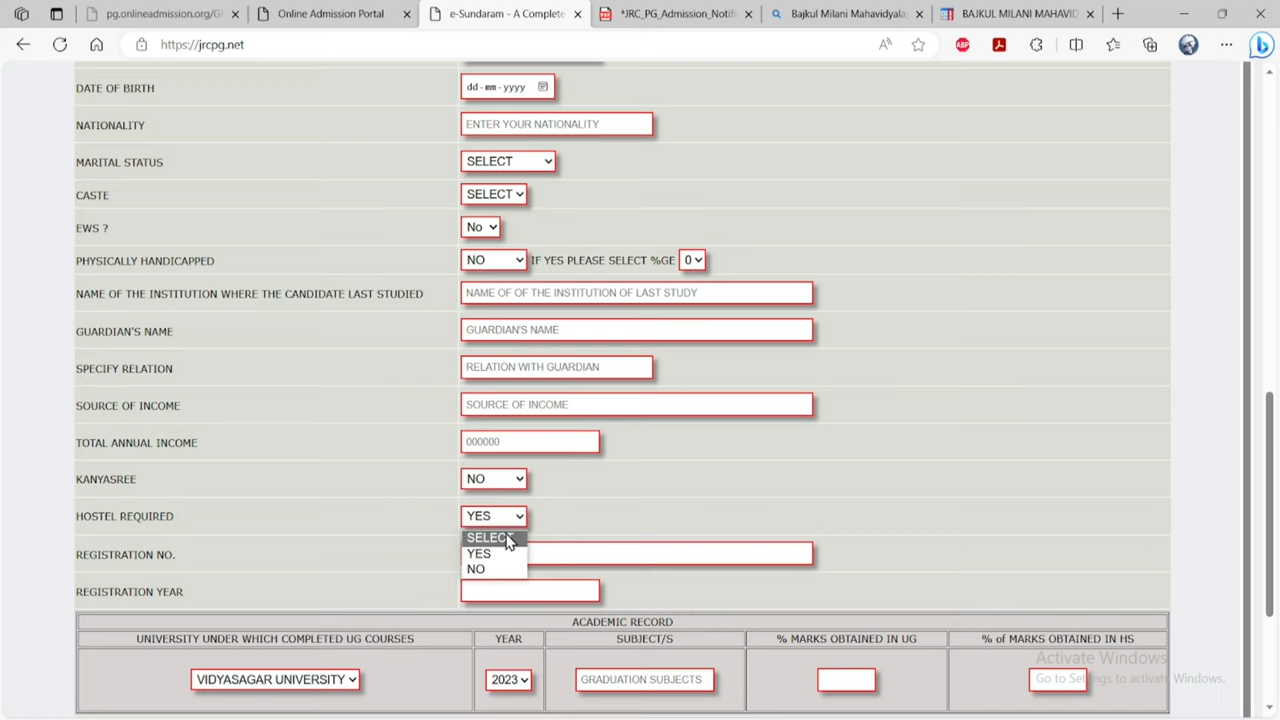 pg.onlineadmission.org/G
Online Admission Portal
e-Sundaram - A Complete
*JRC_PG_Admission_Notifi
Bajkul Milani Mahavidyala
BAJKUL MILANI MAHAVID
https://jrcpg.net
ABP
DATE OF BIRTH
dd-mm-yyyy
NATIONALITY
ENTER YOUR NATIONALITY
MARITAL STATUS
SELECT
CASTE
SELECT
EWS ?
No
PHYSICALLY HANDICAPPED
NO IF YES PLEASE SELECT %GE 0
NAME OF THE INSTITUTION WHERE THE CANDIDATE LAST STUDIED
NAME OF OF THE INSTITUTION OF LAST STUDY
GUARDIAN'S NAME
GUARDIAN'S NAME
SPECIFY RELATION
RELATION WITH GUARDIAN
SOURCE OF INCOME
SOURCE OF INCOME
TOTAL ANNUAL INCOME
000000
KANYASREE
NO
HOSTEL REQUIRED
YES
SELECT
YES
NO
REGISTRATION NO.
REGISTRATION YEAR
ACADEMIC RECORD
UNIVERSITY UNDER WHICH COMPLETED UG COURSES YEAR SUBJECT/S % MARKS OBTAINED IN UG % of MARKS OBTAINED IN HS
VIDYASAGAR UNIVERSITY 2023 GRADUATION SUBJECTS
Activate Windows
Go to Settings to activate Windows.